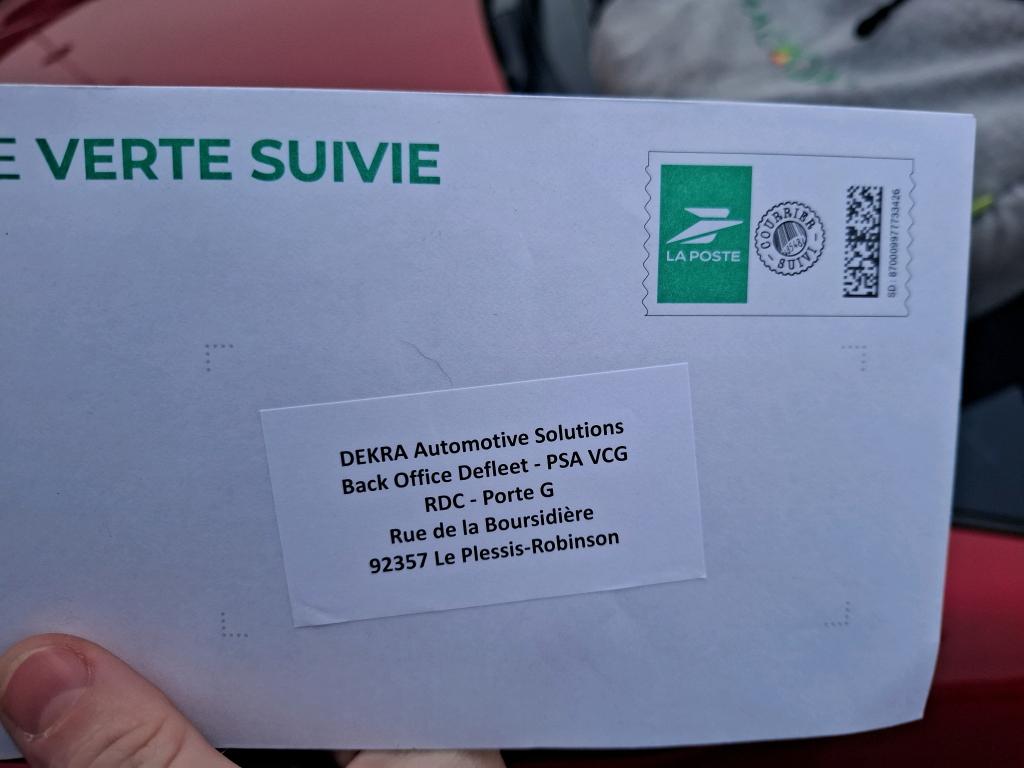 E VERTE SUIVIE
LA POSTE
COURRIER
SUIVI
SD : 870009977733426
DEKRA Automotive Solutions
Back Office Defleet - PSA VCG
RDC - Porte G
Rue de la Boursidière
92357 Le Plessis-Robinson